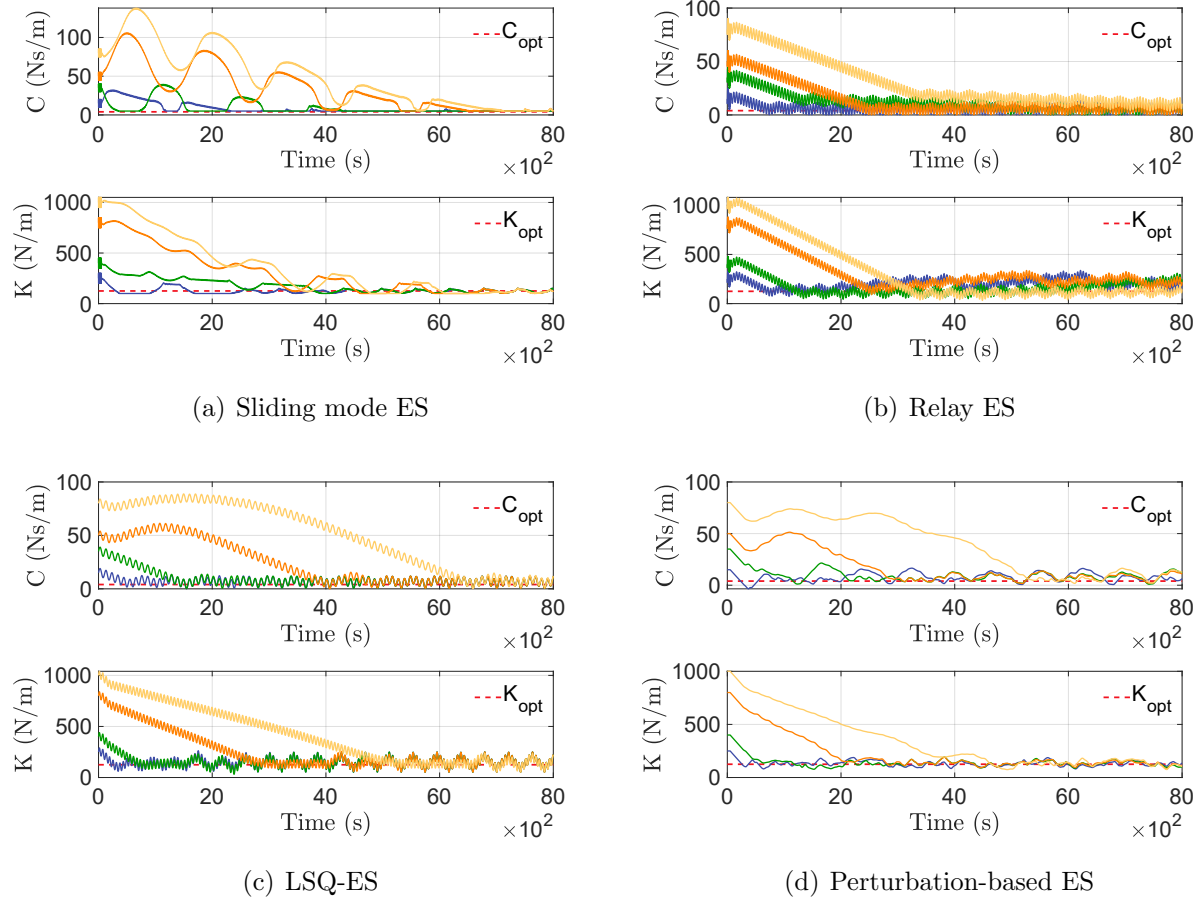 C (Ns/m)
100
50
0
C_opt
0 20 40 60 80
Time (s)
×10^2
K (N/m)
1000
500
0
K_opt
0 20 40 60 80
Time (s)
×10^2
(a) Sliding mode ES
C (Ns/m)
100
50
0
C_opt
0 20 40 60 80
Time (s)
×10^2
K (N/m)
1000
500
0
K_opt
0 20 40 60 80
Time (s)
×10^2
(b) Relay ES
C (Ns/m)
100
50
0
C_opt
0 20 40 60 80
Time (s)
×10^2
K (N/m)
1000
500
0
K_opt
0 20 40 60 80
Time (s)
×10^2
(c) LSQ-ES
C (Ns/m)
100
50
0
C_opt
0 20 40 60 80
Time (s)
×10^2
K (N/m)
1000
500
0
K_opt
0 20 40 60 80
Time (s)
×10^2
(d) Perturbation-based ES